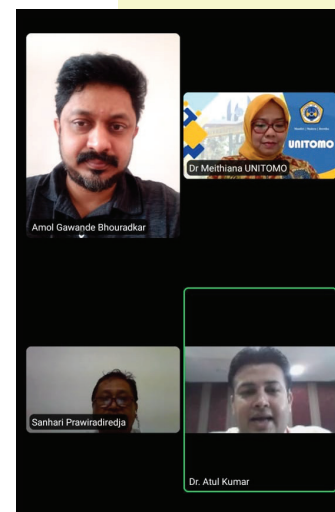 UNITOMO
Dr Meithiana UNITOMO
Amol Gawande Bhouradkar
Sanhari Prawiradiredja
Dr. Atul Kumar